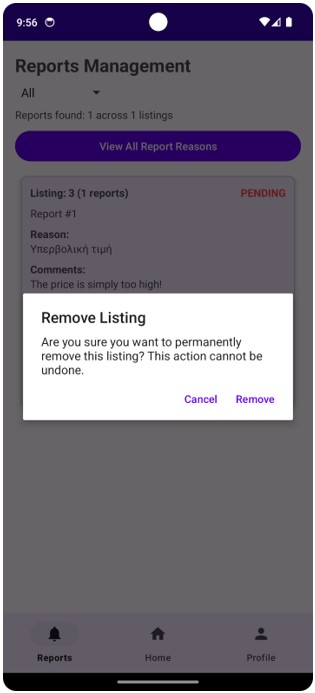 9:56
Reports Management
All
Reports found: 1 across 1 listings
View All Report Reasons
Listing: 3 (1 reports) PENDING
Report #1
Reason:
Υπερβολική τιμή
Comments:
The price is simply too high!
Remove Listing
Are you sure you want to permanently
remove this listing? This action cannot be
undone.
Cancel Remove
Reports Home Profile